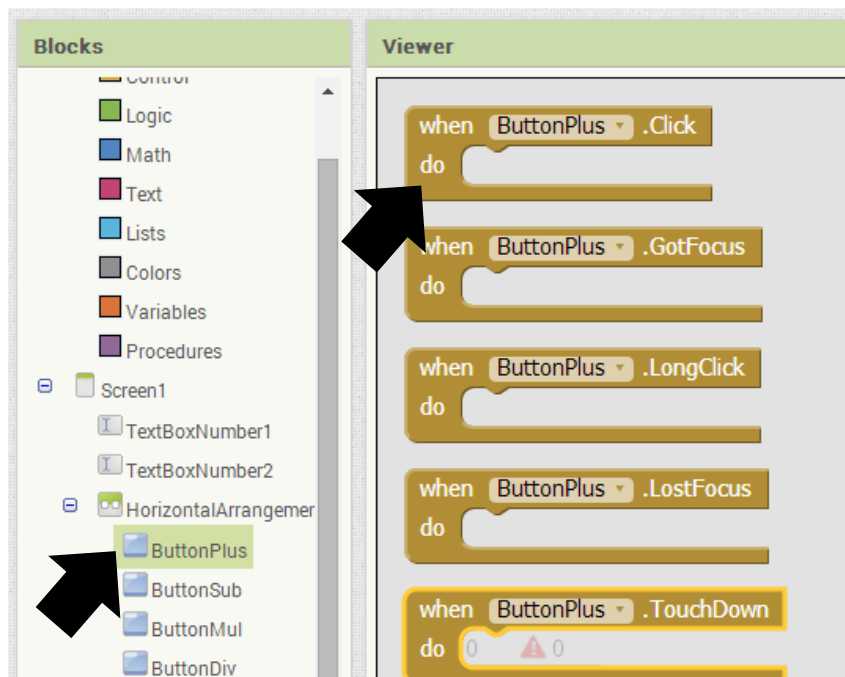 Blocks
Control
Logic
Math
Text
Lists
Colors
Variables
Procedures
Screen1
TextBoxNumber1
TextBoxNumber2
HorizontalArrangemer
ButtonPlus
ButtonSub
ButtonMul
ButtonDiv
Viewer
when ButtonPlus .Click
do
when ButtonPlus .GotFocus
do
when ButtonPlus .LongClick
do
when ButtonPlus .LostFocus
do
when ButtonPlus .TouchDown
do 0 0